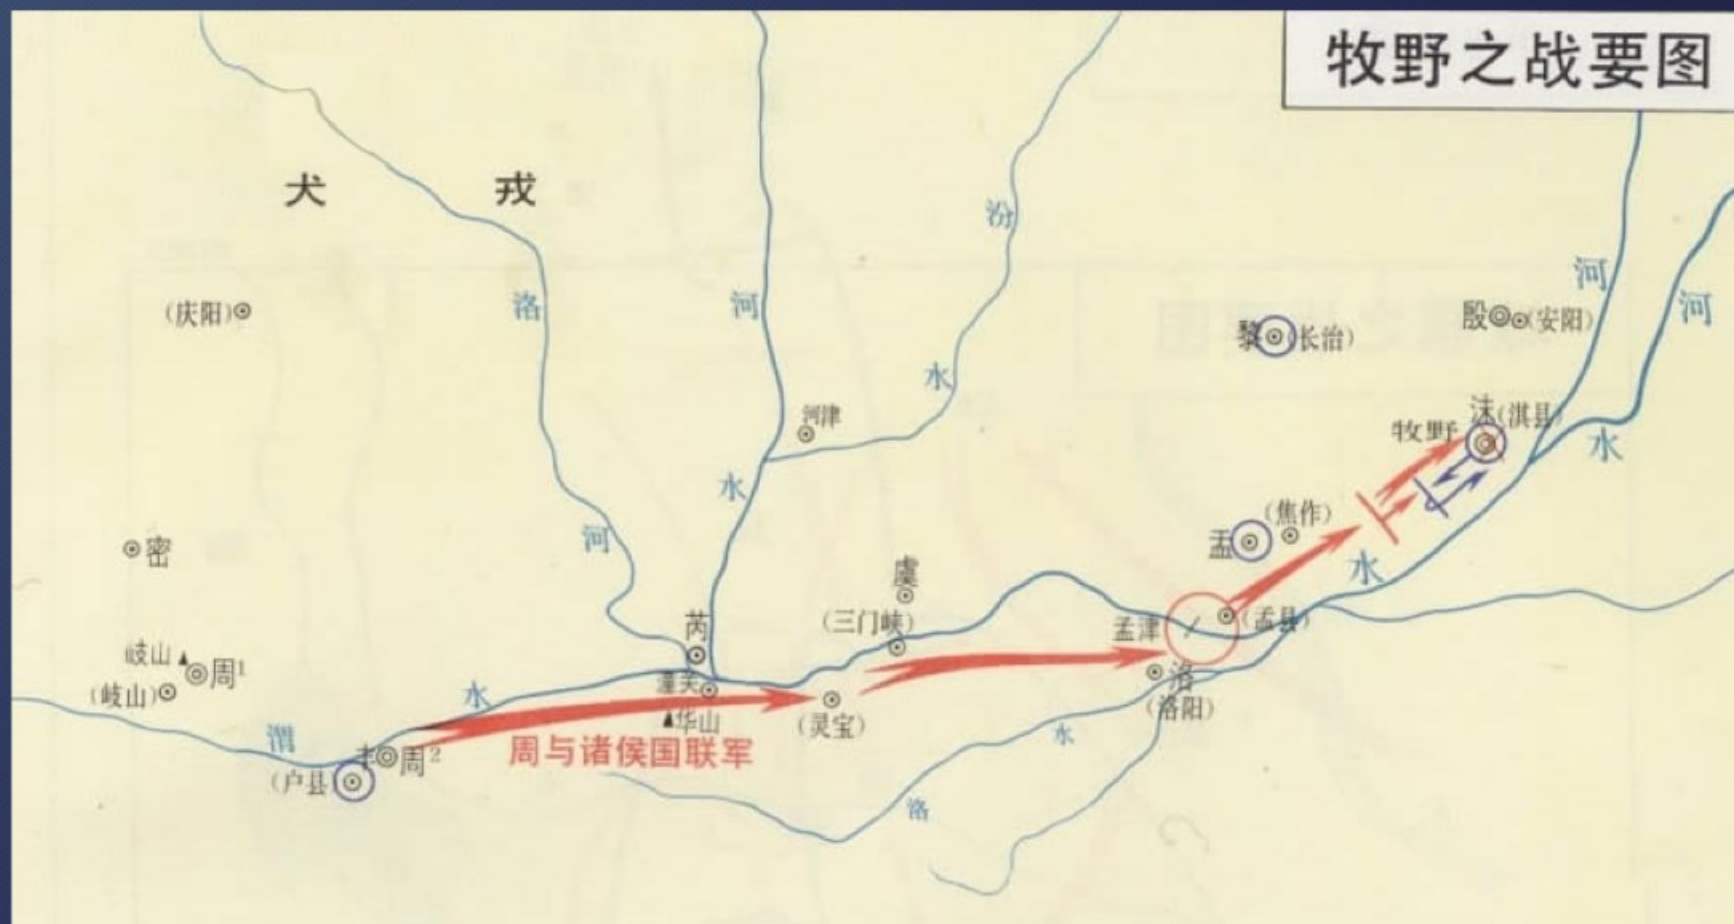 牧野之战要图
犬 戎
汾
洛
河
河
河
(庆阳)
黎 (长治)
殷 (安阳)
水
河津
沬(淇县)
牧野
水
水
河
密
(焦作)
盂
水
虞
芮
(三门峡)
孟津
(孟县)
岐山
周1
(岐山)
水
潼关
华山
(灵宝)
洛
(洛阳)
渭
丰 周2
(户县)
周与诸侯国联军
水
洛